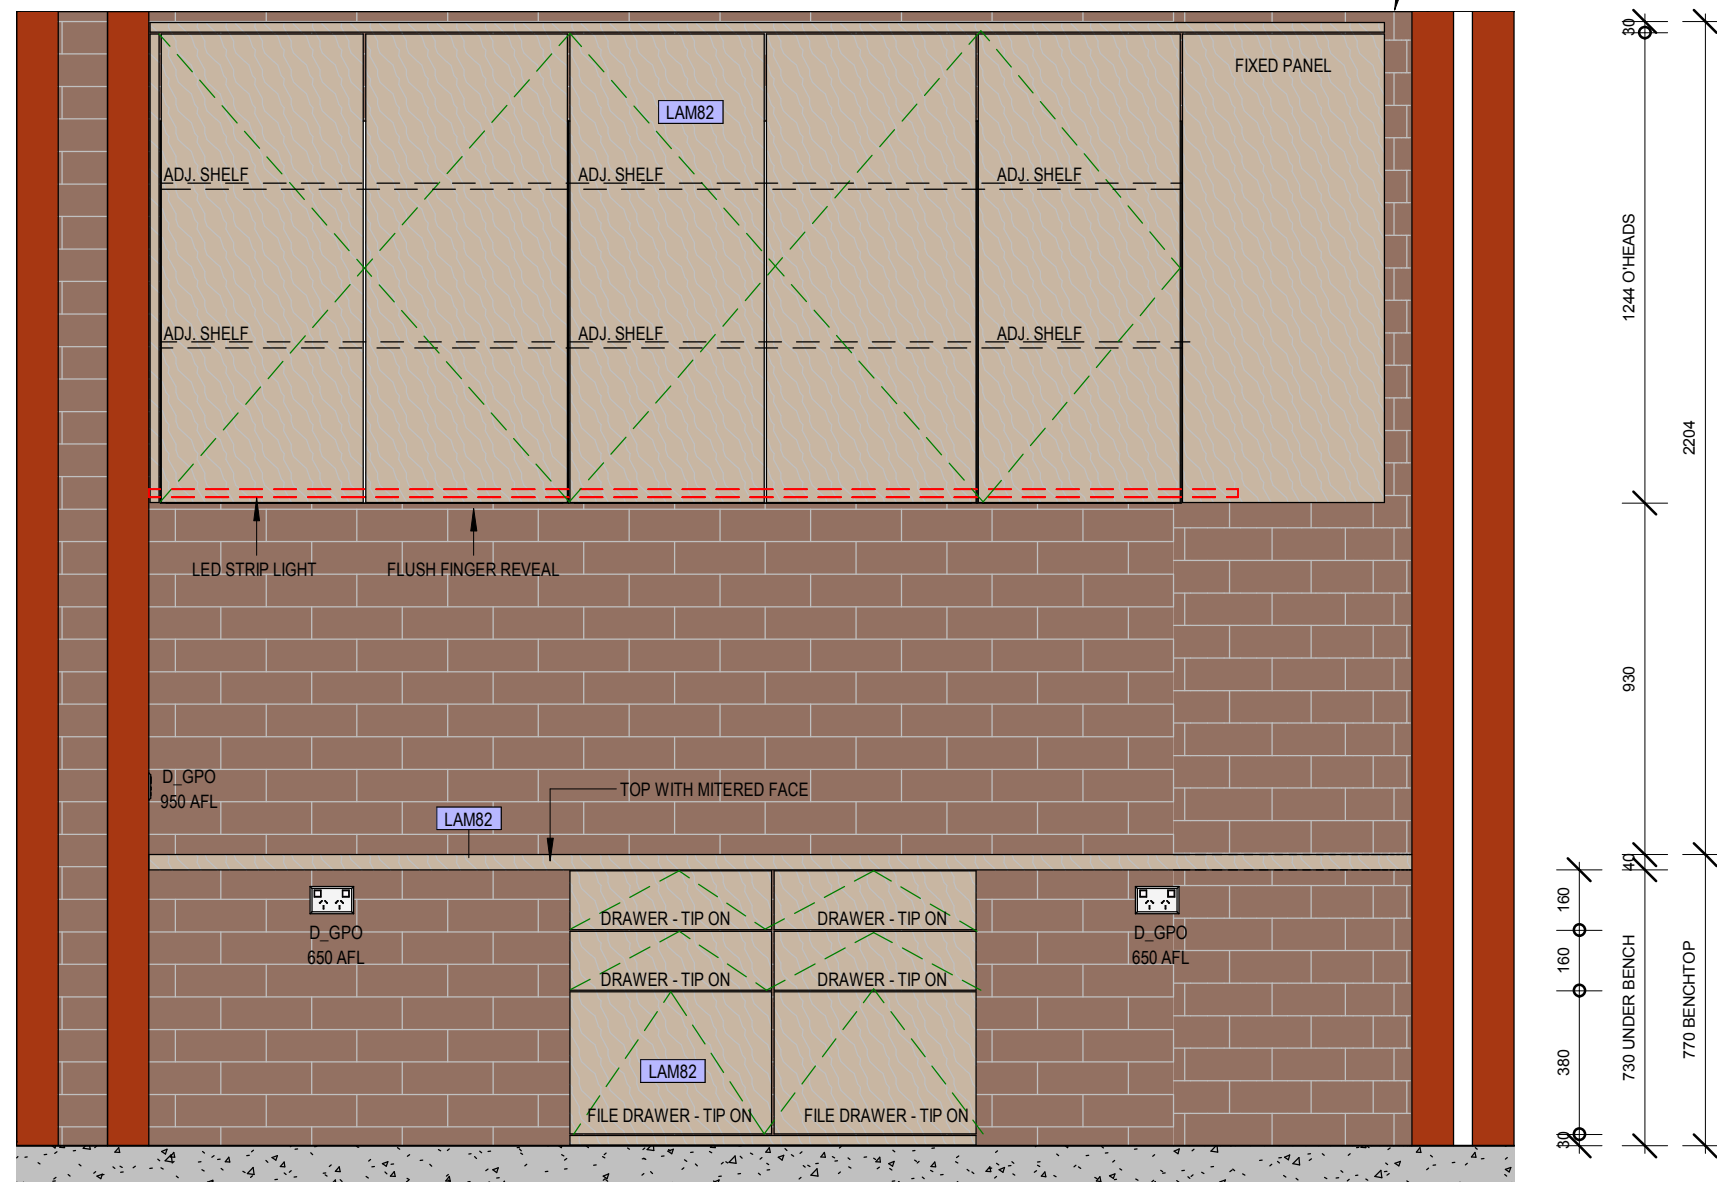 FIXED PANEL
LAM82
ADJ. SHELF
ADJ. SHELF
ADJ. SHELF
ADJ. SHELF
ADJ. SHELF
ADJ. SHELF
LED STRIP LIGHT
FLUSH FINGER REVEAL
D_GPO
950 AFL
TOP WITH MITERED FACE
LAM82
D_GPO
650 AFL
DRAWER - TIP ON
DRAWER - TIP ON
D_GPO
650 AFL
DRAWER - TIP ON
DRAWER - TIP ON
LAM82
FILE DRAWER - TIP ON
FILE DRAWER - TIP ON
30
1244 O'HEADS
2204
930
40
160
160
380
30
730 UNDER BENCH
770 BENCHTOP